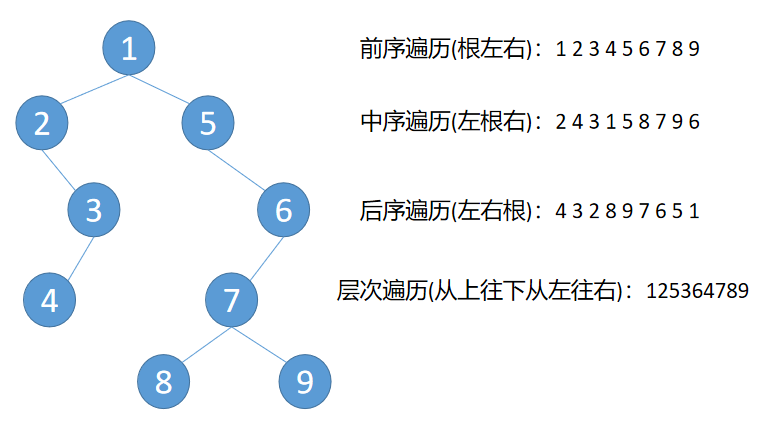 1
前序遍历(根左右)：1 2 3 4 5 6 7 8 9
2
5
中序遍历(左根右)：2 4 3 1 5 8 7 9 6
3
6
后序遍历(左右根)：4 3 2 8 9 7 6 5 1
4
7
层次遍历(从上往下从左往右)：125364789
8
9